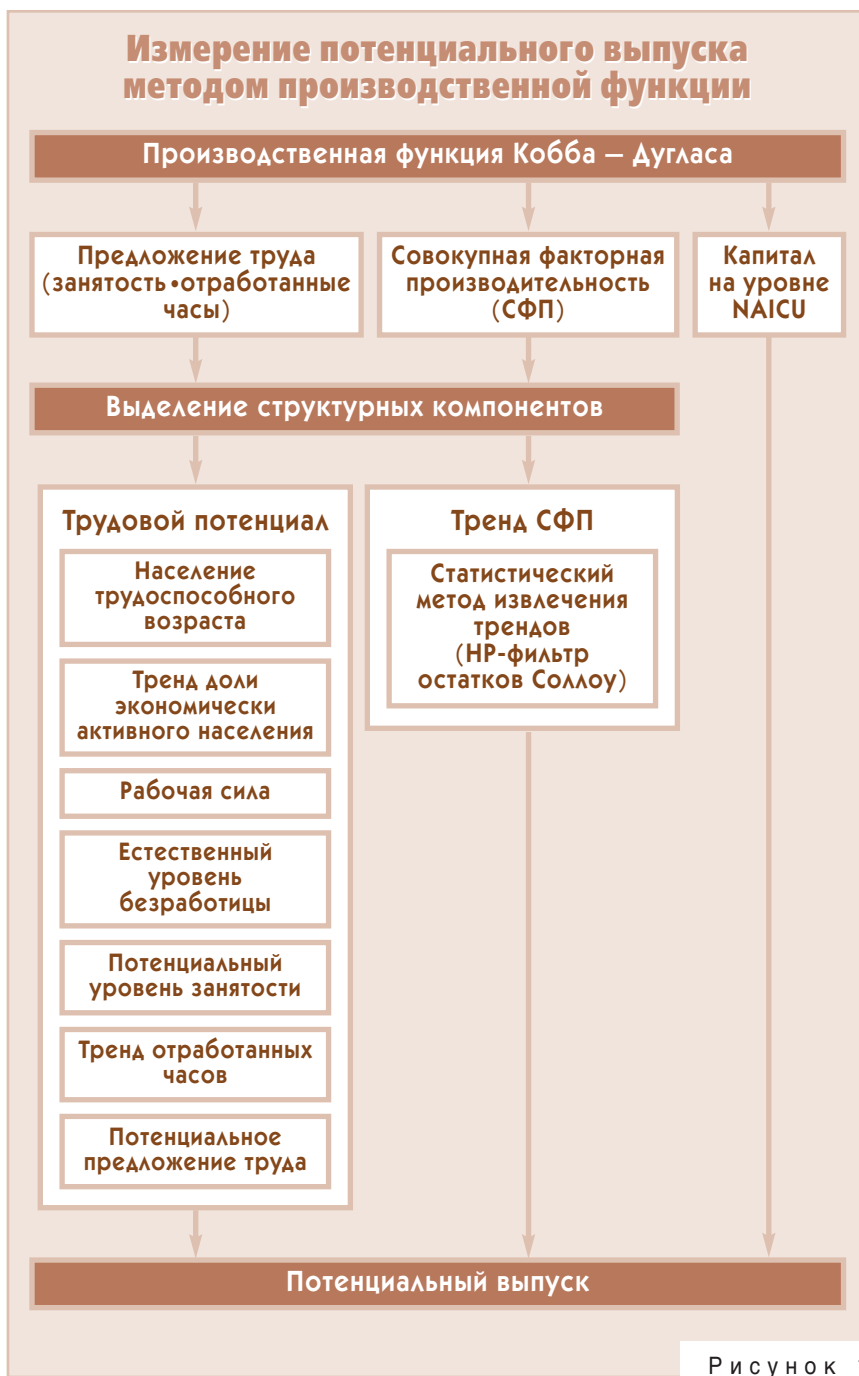 Измерение потенциального выпуска
методом производственной функции
Производственная функция Кобба – Дугласа
Предложение труда
(занятость•отработанные
часы)
Совокупная факторная
производительность
(СФП)
Капитал
на уровне
NAICU
Выделение структурных компонентов
Трудовой потенциал
Население
трудоспособного
возраста
Тренд доли
экономически
активного населения
Рабочая сила
Естественный
уровень
безработицы
Потенциальный
уровень занятости
Тренд отработанных
часов
Потенциальное
предложение труда
Тренд СФП
Статистический
метод извлечения
трендов
(HP-фильтр
остатков Соллоу)
Потенциальный выпуск
Рисунок